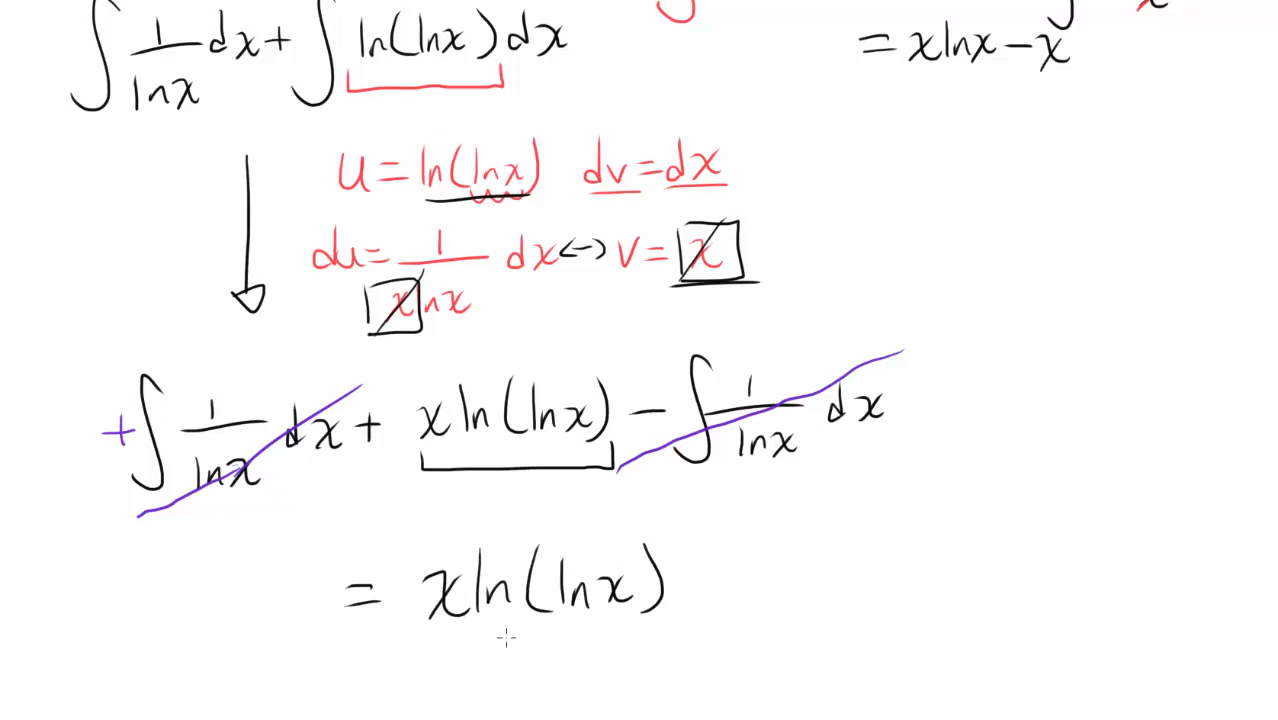 ∫ 1/lnx dx + ∫ ln(lnx) dx
= xlnx - x
u = ln(lnx) dv = dx
du = 1/(xlnx) dx <-> v = x
+∫ 1/lnx dx + xln(lnx) - ∫ 1/lnx dx
= xln(lnx)